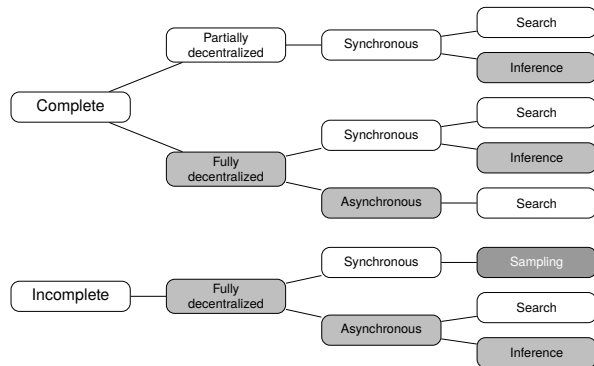 Search
Partially
decentralized
Synchronous
Inference
Complete
Search
Synchronous
Inference
Fully
decentralized
Asynchronous
Search
Synchronous
Sampling
Fully
decentralized
Incomplete
Search
Asynchronous
Inference